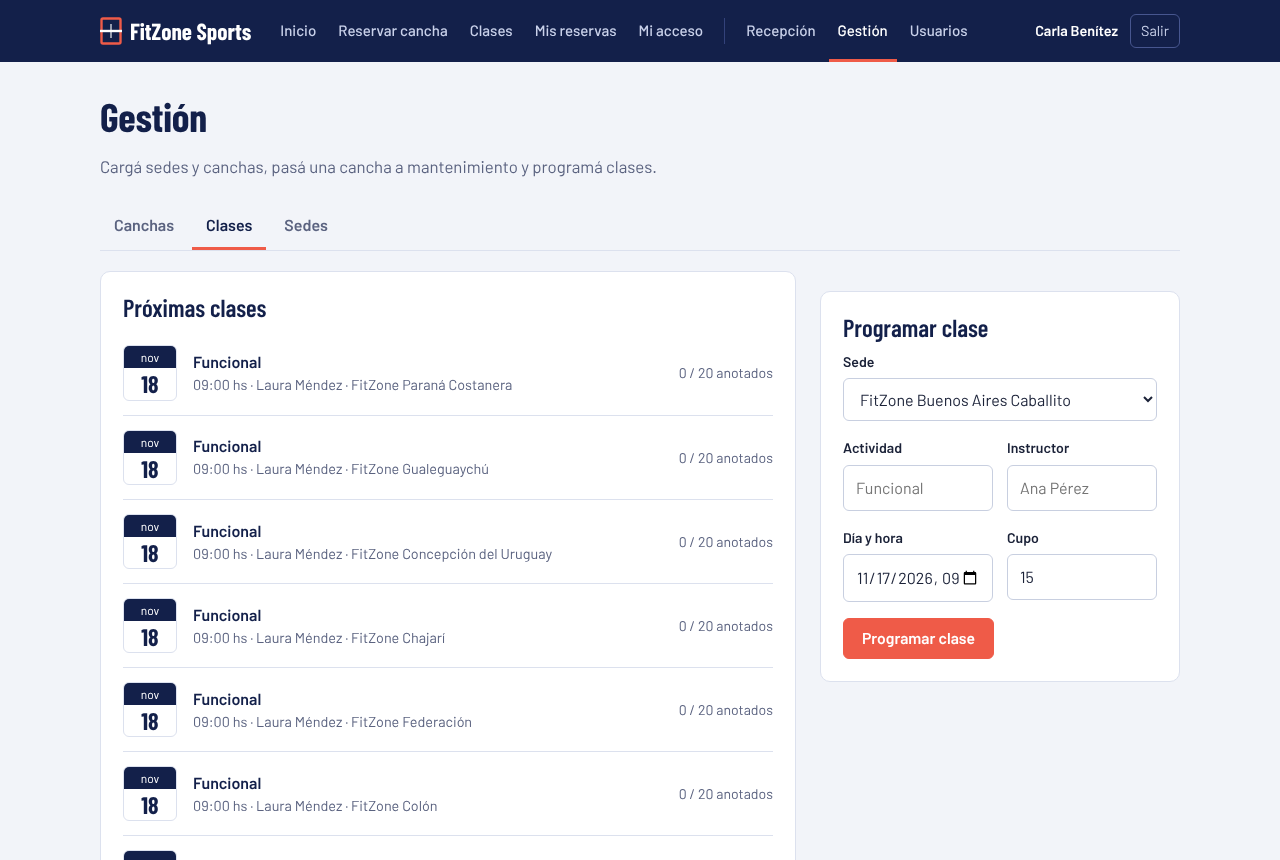 FitZone Sports
Inicio
Reservar cancha
Clases
Mis reservas
Mi acceso
Recepción
Gestión
Usuarios
Carla Benítez
Salir
Gestión
Cargá sedes y canchas, pasá una cancha a mantenimiento y programá clases.
Canchas
Clases
Sedes
Próximas clases
nov
18
Funcional
09:00 hs · Laura Méndez · FitZone Paraná Costanera
0 / 20 anotados
nov
18
Funcional
09:00 hs · Laura Méndez · FitZone Gualeguaychú
0 / 20 anotados
nov
18
Funcional
09:00 hs · Laura Méndez · FitZone Concepción del Uruguay
0 / 20 anotados
nov
18
Funcional
09:00 hs · Laura Méndez · FitZone Chajarí
0 / 20 anotados
nov
18
Funcional
09:00 hs · Laura Méndez · FitZone Federación
0 / 20 anotados
nov
18
Funcional
09:00 hs · Laura Méndez · FitZone Colón
0 / 20 anotados
Programar clase
Sede
FitZone Buenos Aires Caballito
Actividad
Instructor
Funcional
Ana Pérez
Día y hora
Cupo
11/17/2026, 09
15
Programar clase